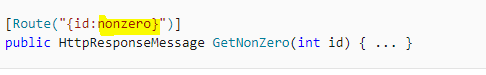 [Route("{id:nonzero}")]
public HttpResponseMessage GetNonZero(int id) { ... }